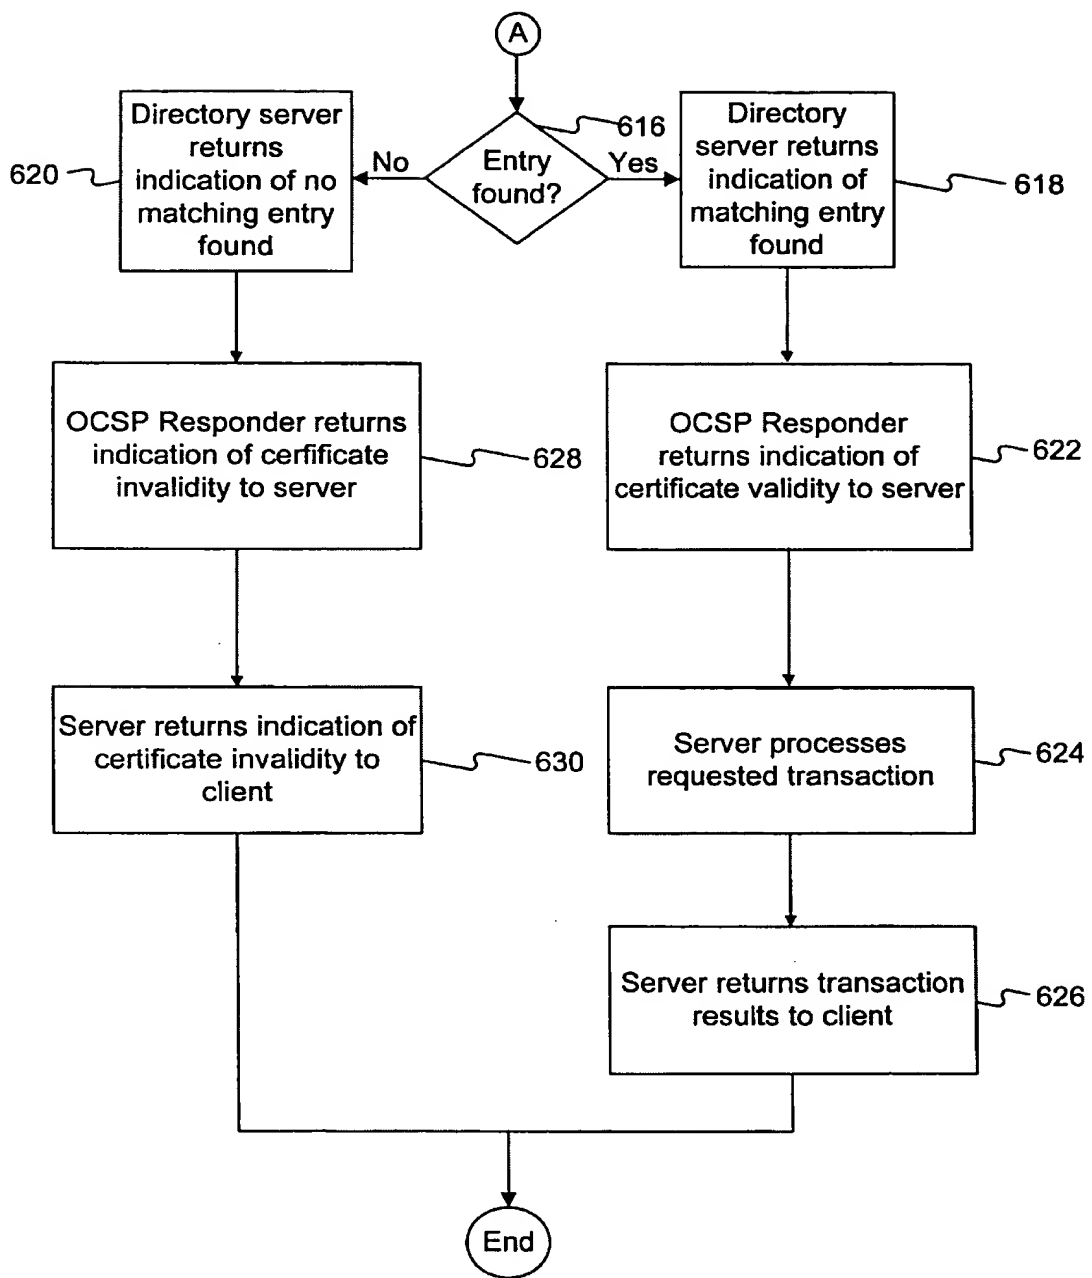 A
Directory server
returns
indication of no
matching entry
found
620
No
Entry
found?
616
Yes
Directory
server returns
indication of
matching entry
found
618
OCSP Responder returns
indication of cerfificate
invalidity to server
628
OCSP Responder
returns indication of
certificate validity to server
622
Server returns indication of
certificate invalidity to
client
630
Server processes
requested transaction
624
Server returns transaction
results to client
626
End